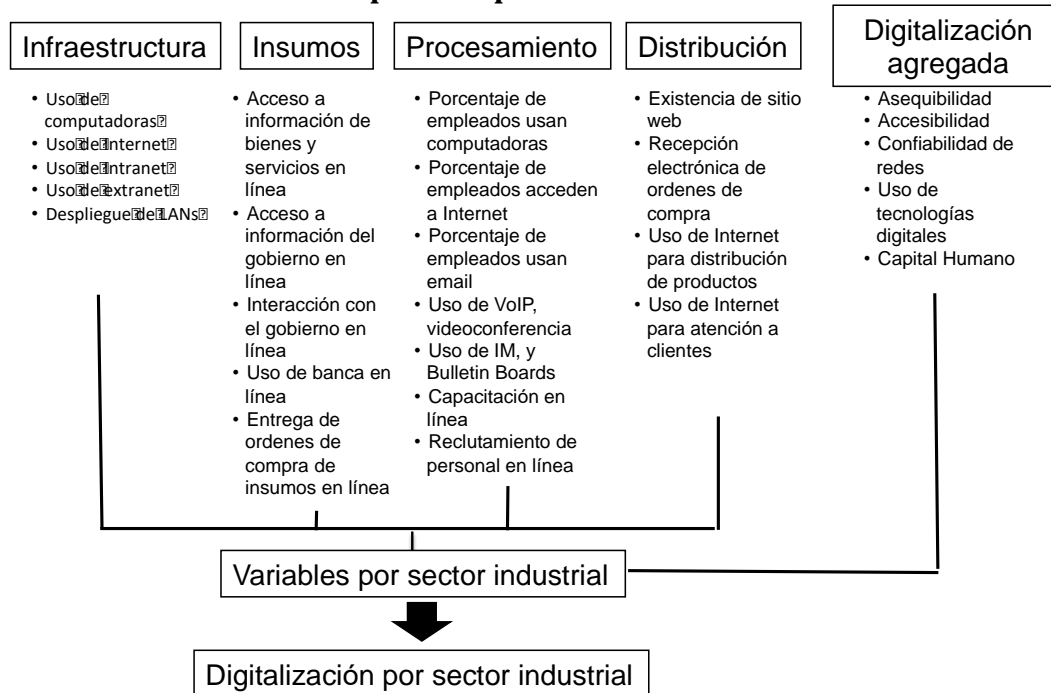 Infraestructura
• Uso de
computadoras
• Uso de Internet
• Uso de Intranet
• Uso de extranet
• Despliegue de LANs
Insumos
• Acceso a
información de
bienes y
servicios en
línea
• Acceso a
información del
gobierno en
línea
• Interacción con
el gobierno en
línea
• Uso de banca en
línea
• Entrega de
ordenes de
compra de
insumos en línea
Procesamiento
• Porcentaje de
empleados usan
computadoras
• Porcentaje de
empleados acceden
a Internet
• Porcentaje de
empleados usan
email
• Uso de VoIP,
videoconferencia
• Uso de IM, y
Bulletin Boards
• Capacitación en
línea
• Reclutamiento de
personal en línea
Distribución
• Existencia de sitio
web
• Recepción
electrónica de
ordenes de
compra
• Uso de Internet
para distribución
de productos
• Uso de Internet
para atención a
clientes
Digitalización
agregada
• Asequibilidad
• Accesibilidad
• Confiabilidad de
redes
• Uso de
tecnologías
digitales
• Capital Humano
Variables por sector industrial
Digitalización por sector industrial